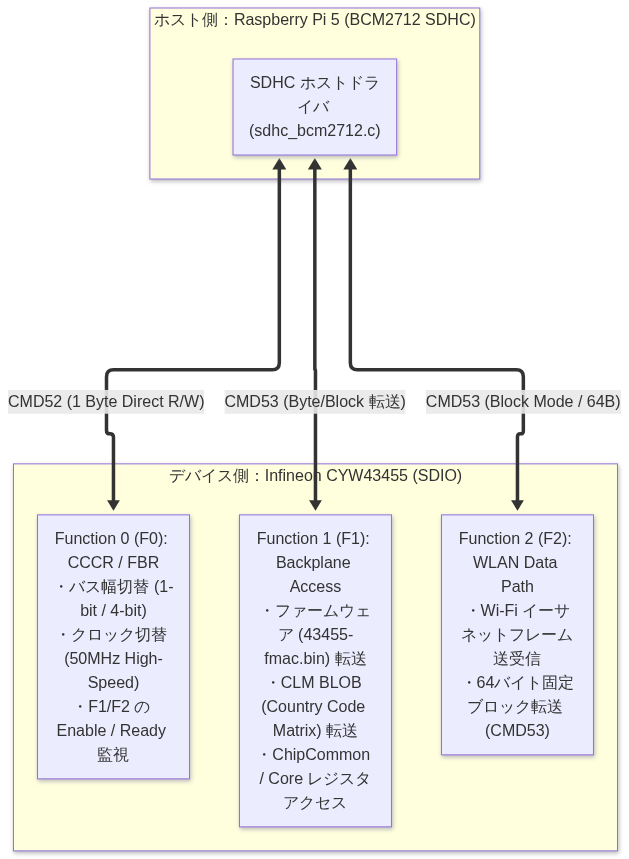 ホスト側：Raspberry Pi 5 (BCM2712 SDHC)
SDHC ホストドラ
イバ
(sdhc_bcm2712.c)
CMD52 (1 Byte Direct R/W)
CMD53 (Byte/Block 転送)
CMD53 (Block Mode / 64B)
デバイス側：Infineon CYW43455 (SDIO)
Function 0 (F0):
CCCR / FBR
・バス幅切替 (1-
bit / 4-bit)
・クロック切替
(50MHz High-
Speed)
・F1/F2 の
Enable / Ready
監視
Function 1 (F1):
Backplane
Access
・ファームウェ
ア (43455-
fmac.bin) 転送
・CLM BLOB
(Country Code
Matrix) 転送
・ChipCommon
/ Core レジスタ
アクセス
Function 2 (F2):
WLAN Data
Path
・Wi-Fi イーサ
ネットフレーム
送受信
・64バイト固定
ブロック転送
(CMD53)